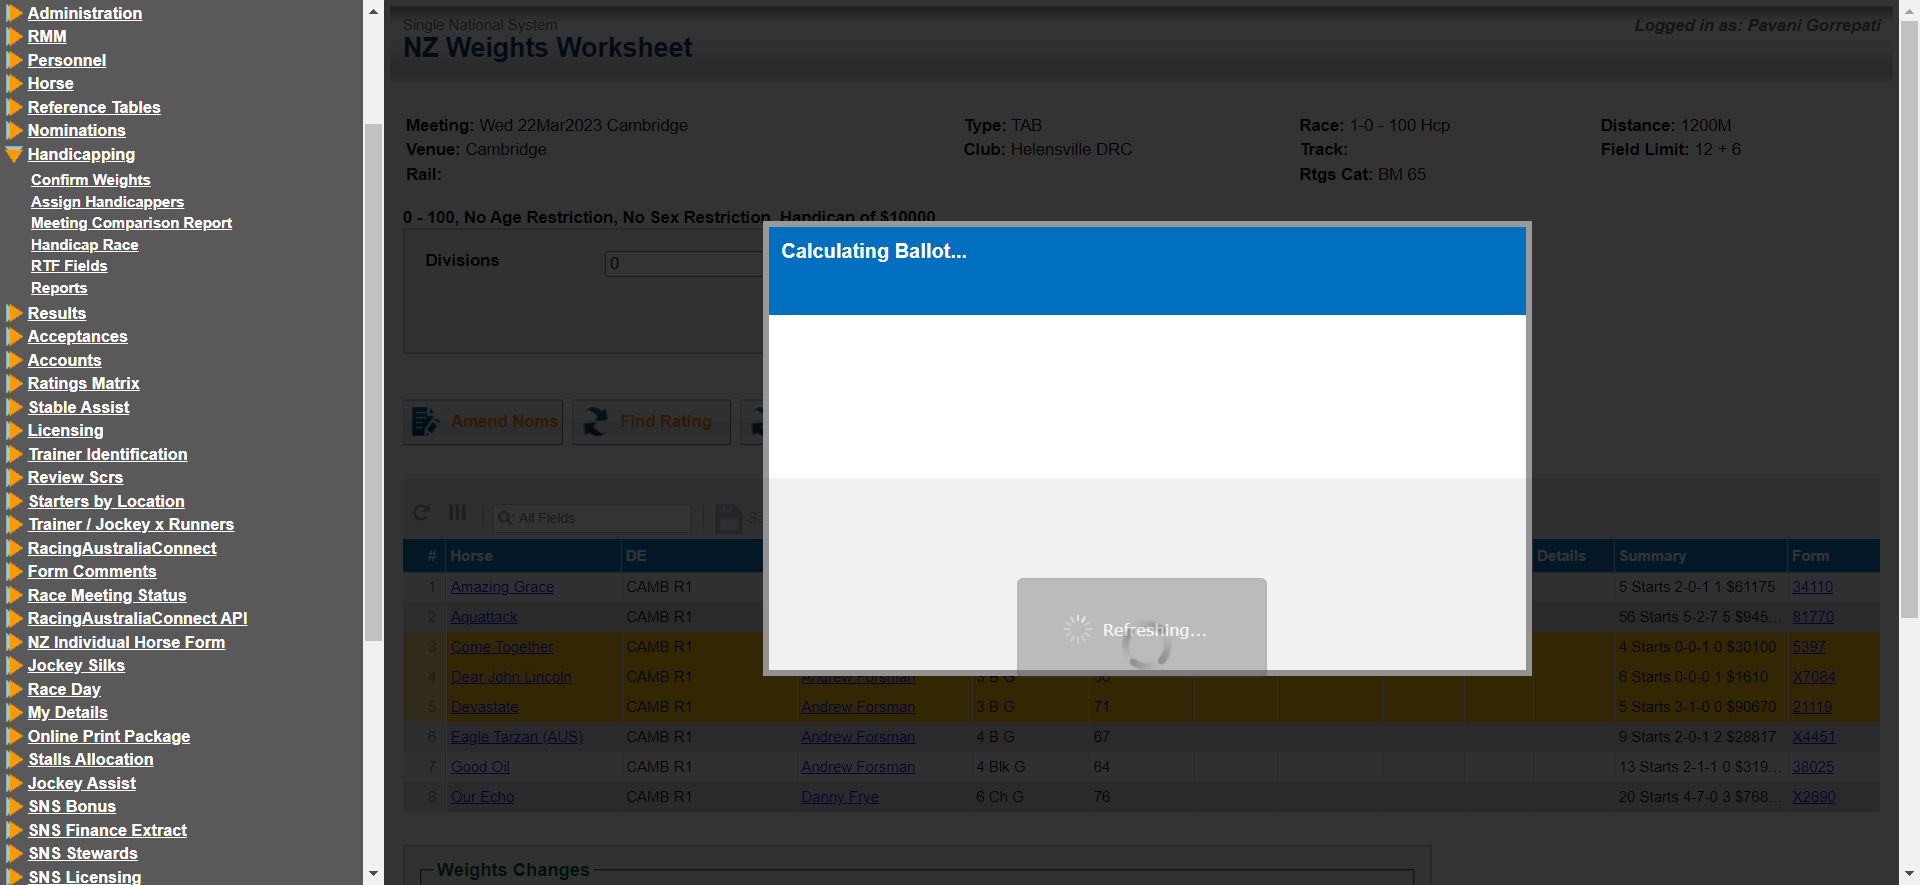 Administration
RMM
Personnel
Horse
Reference Tables
Nominations
Handicapping
Confirm Weights
Assign Handicappers
Meeting Comparison Report
Handicap Race
RTF Fields
Reports
Results
Acceptances
Accounts
Ratings Matrix
Stable Assist
Licensing
Trainer Identification
Review Scrs
Starters by Location
Trainer / Jockey x Runners
RacingAustraliaConnect
Form Comments
Race Meeting Status
RacingAustraliaConnect API
NZ Individual Horse Form
Jockey Silks
Race Day
My Details
Online Print Package
Stalls Allocation
Jockey Assist
SNS Bonus
SNS Finance Extract
SNS Stewards
SNS Licensing
Single National System
Logged in as: Pavani Gorrepati
NZ Weights Worksheet
Meeting: Wed 22Mar2023 Cambridge Type: TAB Race: 1-0 - 100 Hcp Distance: 1200M
Venue: Cambridge Club: Helensville DRC Track: Field Limit: 12 + 6
Rail: Rtgs Cat: BM 65
0 - 100, No Age Restriction, No Sex Restriction, Handicap of $10000
Divisions 0
Calculating Ballot...
Amend Noms Find Rating
All Fields
# Horse DE Details Summary Form
1 Amazing Grace CAMB R1 5 Starts 2-0-1 1 $61175 34110
2 Aquattack CAMB R1 56 Starts 5-2-7 5 $945... 81770
3 Come Together CAMB R1 4 Starts 0-0-1 0 $30100 5397
Refreshing...
4 Dear John Lincoln CAMB R1 Andrew Forsman 3 B G 56 6 Starts 0-0-0 1 $1610 X7084
5 Devastate CAMB R1 Andrew Forsman 3 B G 71 5 Starts 3-1-0 0 $90670 21119
6 Eagle Tarzan (AUS) CAMB R1 Andrew Forsman 4 B G 67 9 Starts 2-0-1 2 $28817 X4451
7 Good Oil CAMB R1 Andrew Forsman 4 Blk G 64 13 Starts 2-1-1 0 $319... 38025
8 Our Echo CAMB R1 Danny Frye 6 Ch G 76 20 Starts 4-7-0 3 $768... X2690
Weights Changes